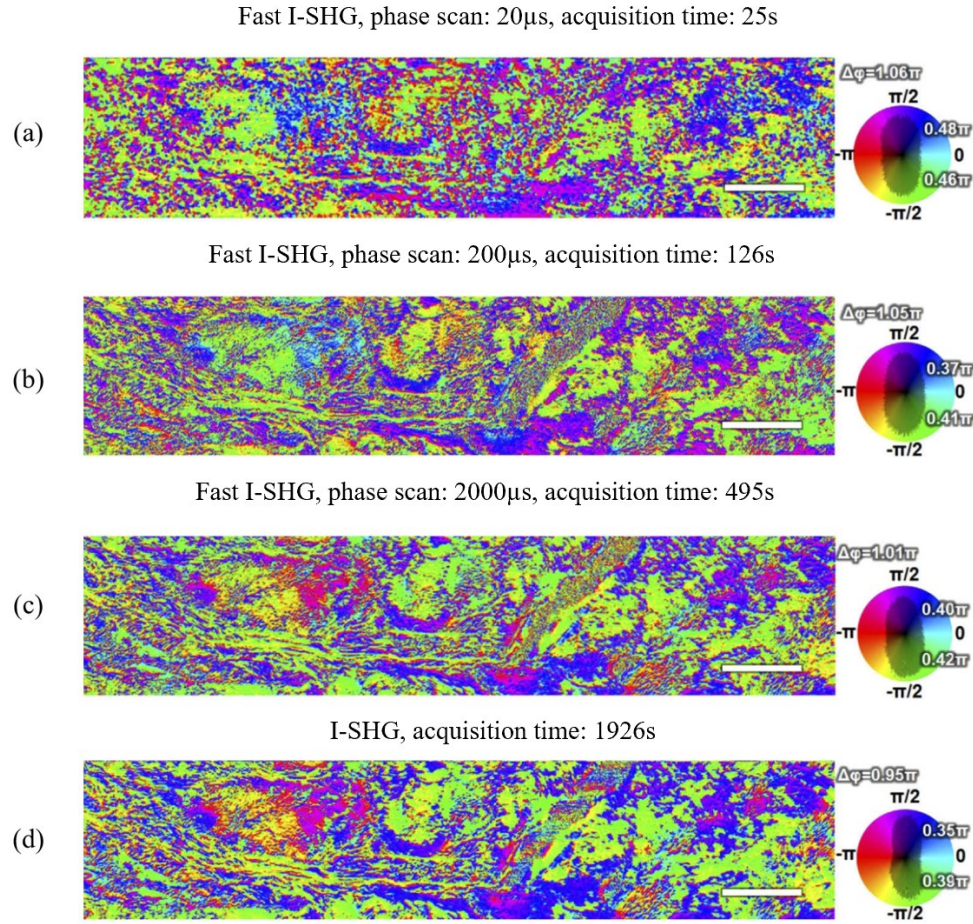 Fast I-SHG, phase scan: 20µs, acquisition time: 25s
(a)
Δφ=1.06π
π/2
0.48π
-π
0
0.46π
-π/2
Fast I-SHG, phase scan: 200µs, acquisition time: 126s
(b)
Δφ=1.05π
π/2
0.37π
-π
0
0.41π
-π/2
Fast I-SHG, phase scan: 2000µs, acquisition time: 495s
(c)
Δφ=1.01π
π/2
0.40π
-π
0
0.42π
-π/2
I-SHG, acquisition time: 1926s
(d)
Δφ=0.95π
π/2
0.35π
-π
0
0.39π
-π/2